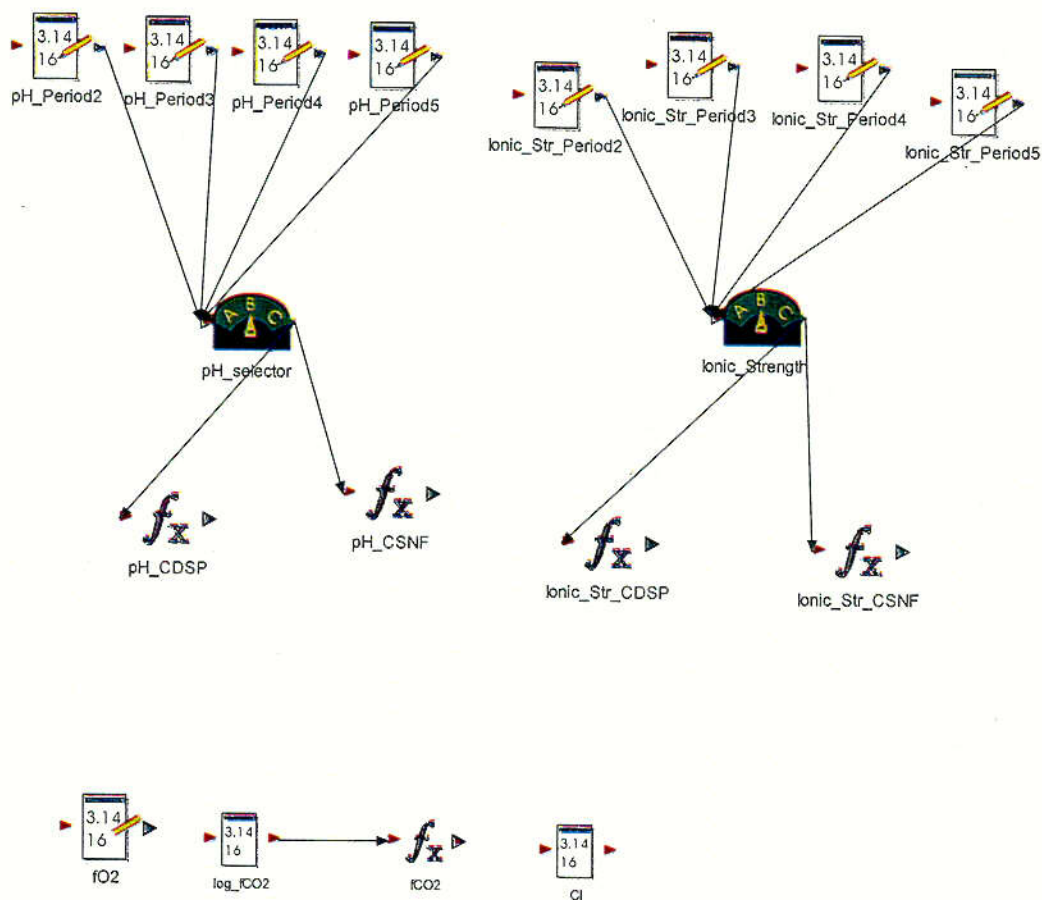 3.14
16
pH_Period2
3.14
16
pH_Period3
3.14
16
pH_Period4
3.14
16
pH_Period5
3.14
16
Ionic_Str_Period2
3.14
16
Ionic_Str_Period3
3.14
16
Ionic_Str_Period4
3.14
16
Ionic_Str_Period5
A B C
pH_selector
A B C
Ionic_Strength
fx
pH_CDSP
fx
pH_CSNF
fx
Ionic_Str_CDSP
fx
Ionic_Str_CSNF
3.14
16
fO2
3.14
16
log_fCO2
fx
fCO2
3.14
16
Cl